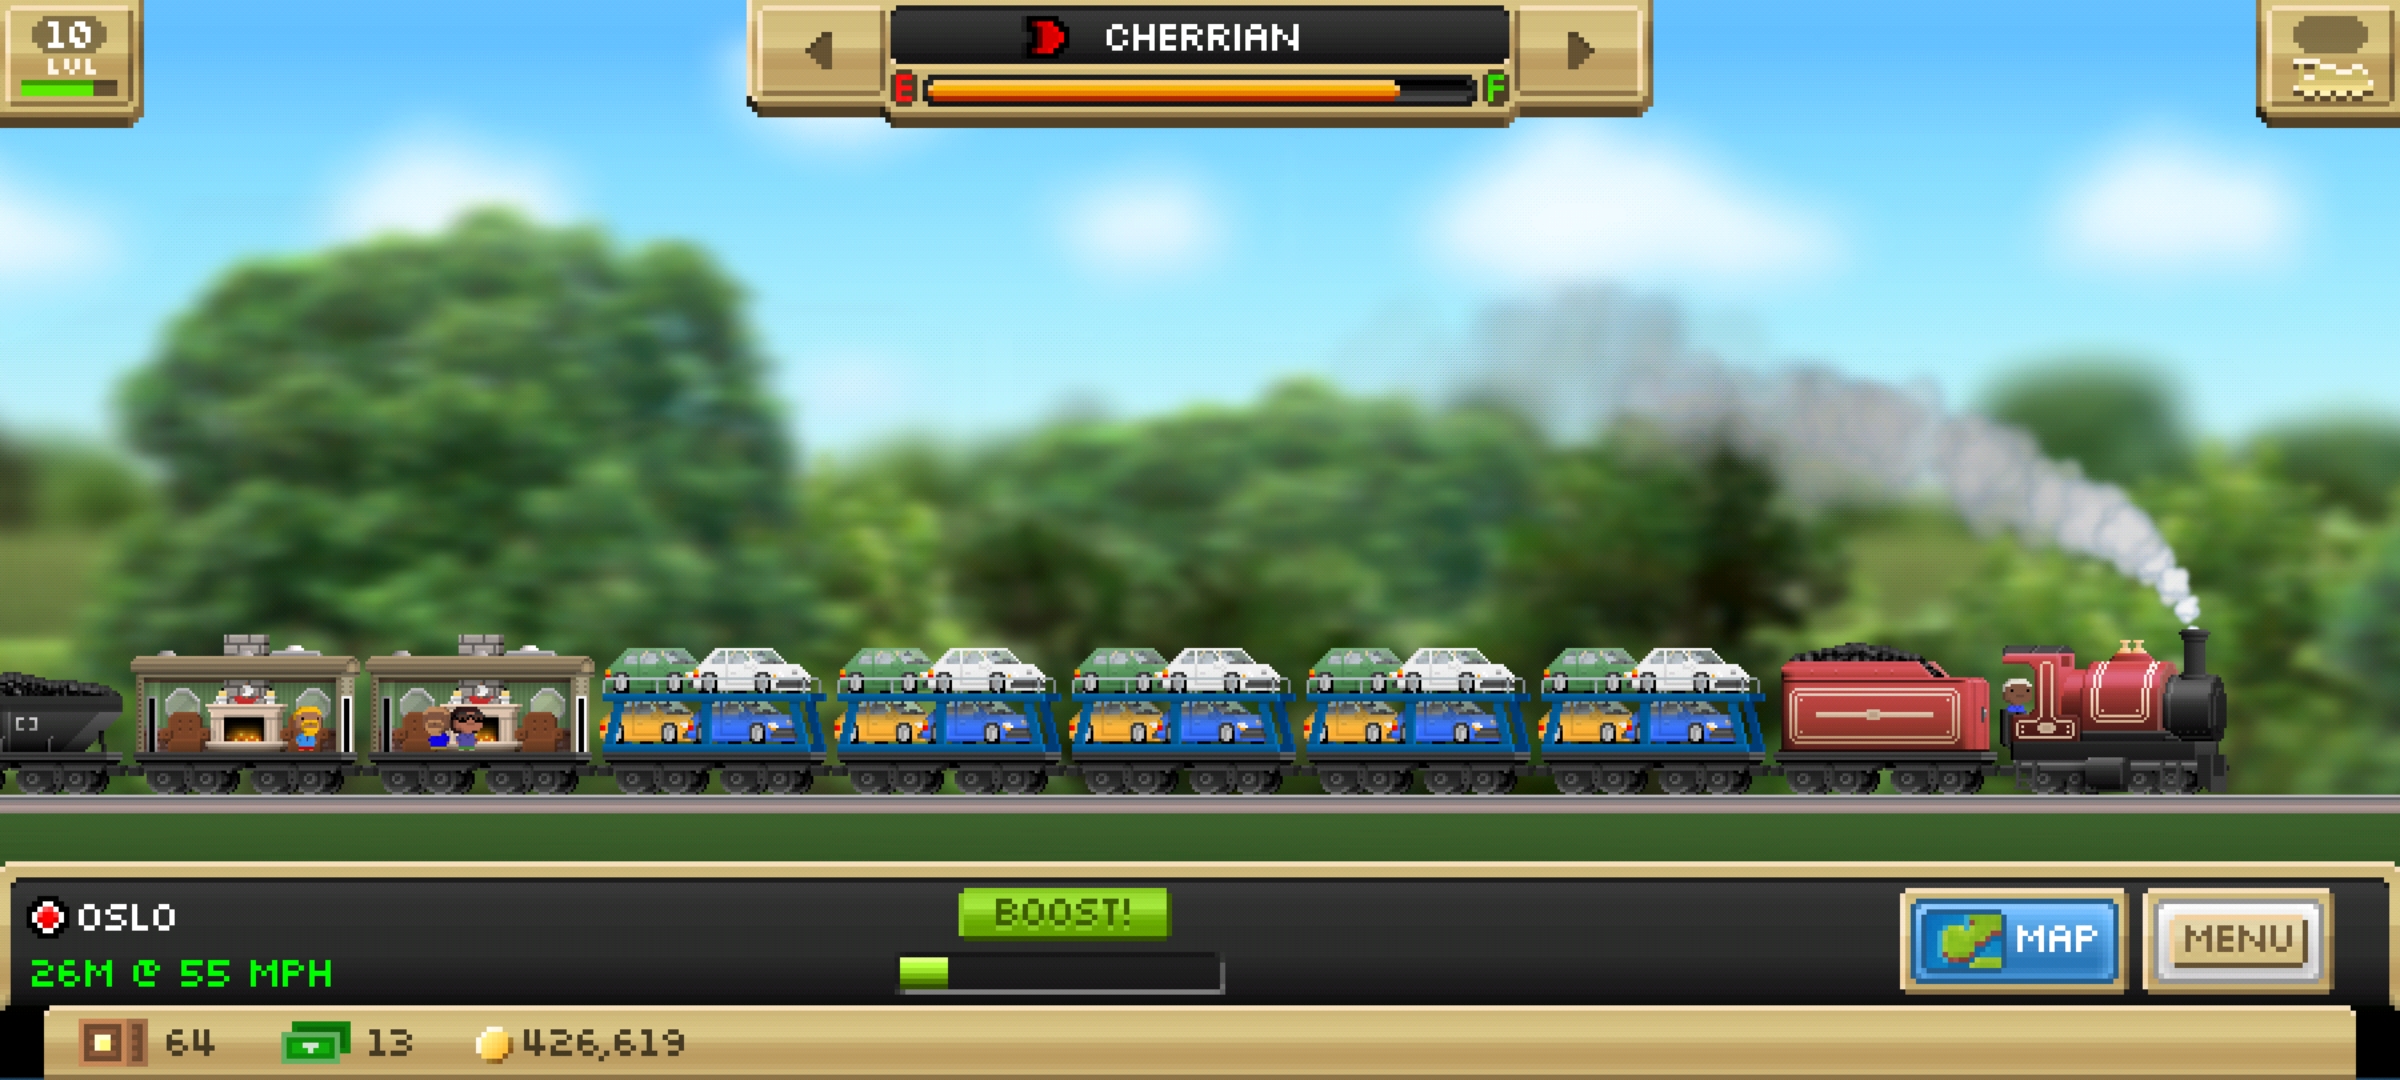 10
LVL
CHERRIAN
E F
OSLO
26M @ 55 MPH
BOOST!
MAP
MENU
64
13
426,619